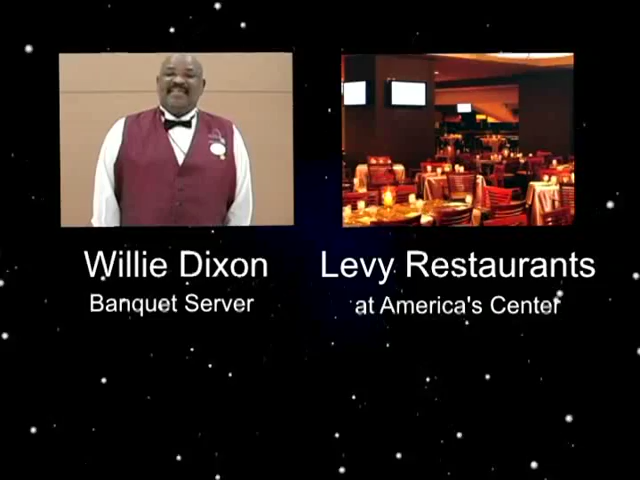 Willie Dixon
Banquet Server
Levy Restaurants
at America's Center